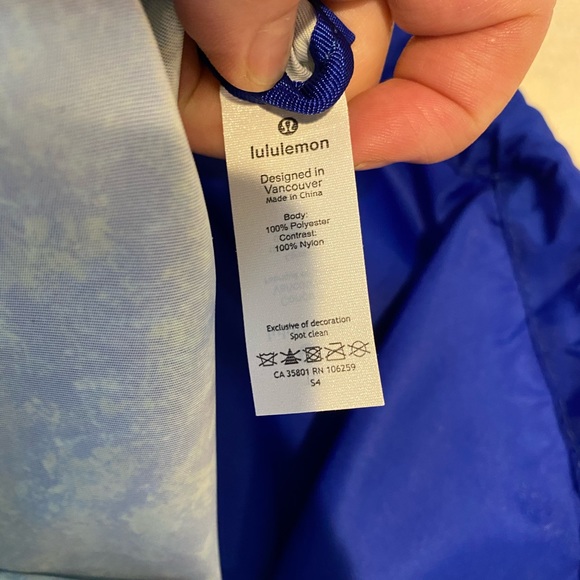 lululemon
Designed in
Vancouver
Made in China
Body:
100% Polyester
Contrast:
100% Nylon
Exclusive of decoration
Spot clean
CA 35801 RN 106259
S4